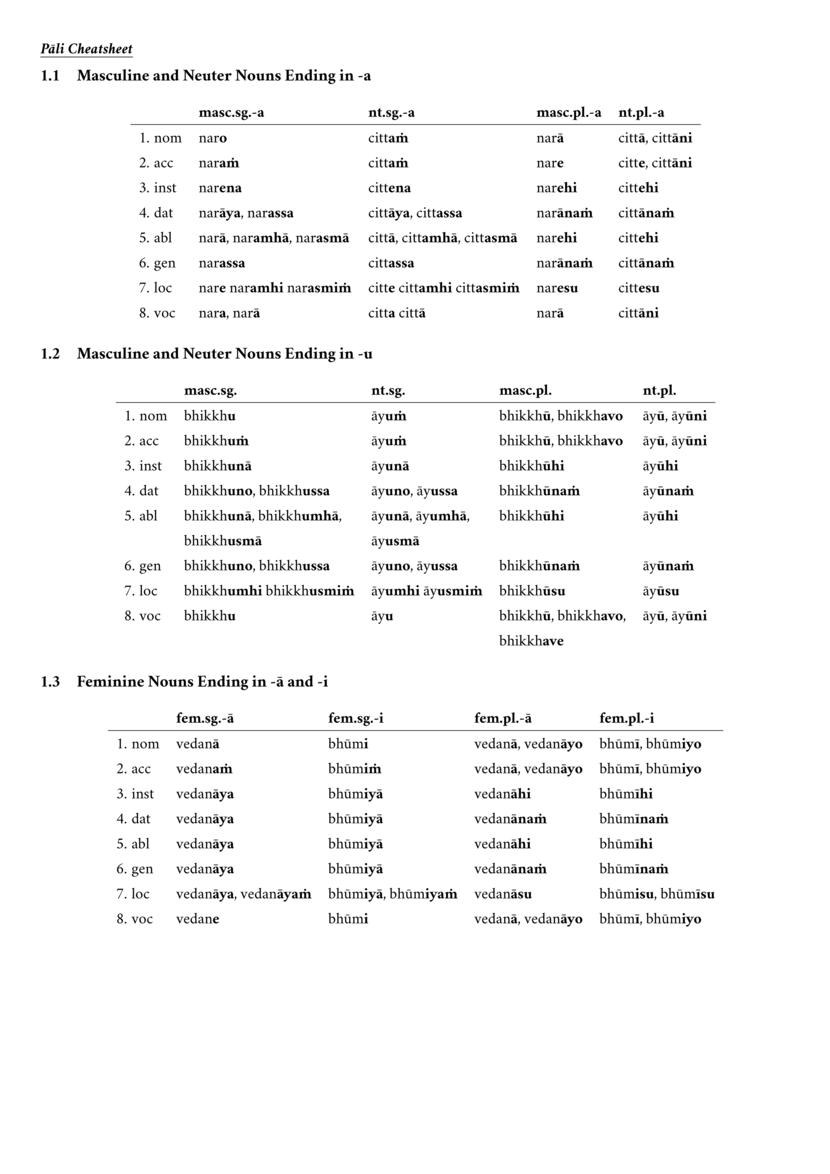 Pāli Cheatsheet
1.1 Masculine and Neuter Nouns Ending in -a
masc.sg.-a nt.sg.-a masc.pl.-a nt.pl.-a
1. nom naro cittaṁ narā cittā, cittāni
2. acc naraṁ cittaṁ nare citte, cittāni
3. inst narena cittena narehi cittehi
4. dat narāya, narassa cittāya, cittassa narānaṁ cittānaṁ
5. abl narā, naramhā, narasmā cittā, cittamhā, cittasmā narehi cittehi
6. gen narassa cittassa narānaṁ cittānaṁ
7. loc nare naramhi narasmiṁ citte cittamhi cittasmiṁ naresu cittesu
8. voc nara, narā citta cittā narā cittāni
1.2 Masculine and Neuter Nouns Ending in -u
masc.sg. nt.sg. masc.pl. nt.pl.
1. nom bhikkhu āyuṁ bhikkhū, bhikkhavo āyū, āyūni
2. acc bhikkhuṁ āyuṁ bhikkhū, bhikkhavo āyū, āyūni
3. inst bhikkhunā āyunā bhikkhūhi āyūhi
4. dat bhikkhuno, bhikkhussa āyuno, āyussa bhikkhūnaṁ āyūnaṁ
5. abl bhikkhunā, bhikkhumhā, āyunā, āyumhā, bhikkhūhi āyūhi
bhikkhusmā āyusmā
6. gen bhikkhuno, bhikkhussa āyuno, āyussa bhikkhūnaṁ āyūnaṁ
7. loc bhikkhumhi bhikkhusmiṁ āyumhi āyusmiṁ bhikkhūsu āyūsu
8. voc bhikkhu āyu bhikkhū, bhikkhavo, āyū, āyūni
bhikkhave
1.3 Feminine Nouns Ending in -ā and -i
fem.sg.-ā fem.sg.-i fem.pl.-ā fem.pl.-i
1. nom vedanā bhūmi vedanā, vedanāyo bhūmī, bhūmiyo
2. acc vedanaṁ bhūmiṁ vedanā, vedanāyo bhūmī, bhūmiyo
3. inst vedanāya bhūmiyā vedanāhi bhūmīhi
4. dat vedanāya bhūmiyā vedanānaṁ bhūmīnaṁ
5. abl vedanāya bhūmiyā vedanāhi bhūmīhi
6. gen vedanāya bhūmiyā vedanānaṁ bhūmīnaṁ
7. loc vedanāya, vedanāyaṁ bhūmiyā, bhūmiyaṁ vedanāsu bhūmisu, bhūmīsu
8. voc vedane bhūmi vedanā, vedanāyo bhūmī, bhūmiyo